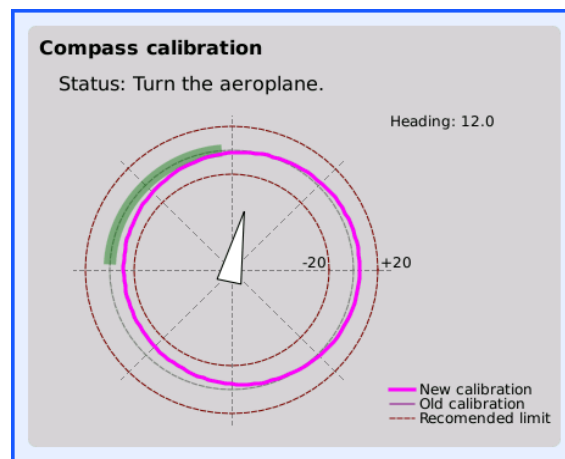 Compass calibration
Status: Turn the aeroplane.
Heading: 12.0
-20
+20
New calibration
Old calibration
Recomended limit